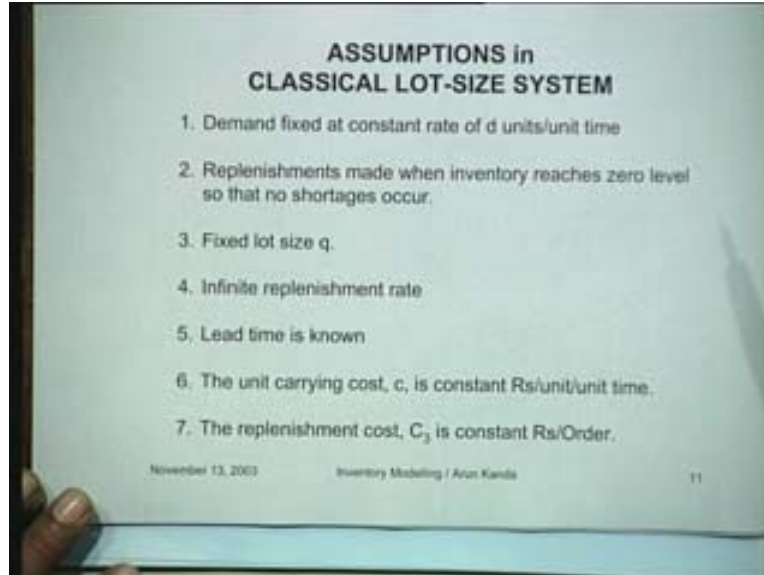 ASSUMPTIONS in
CLASSICAL LOT-SIZE SYSTEM
1. Demand fixed at constant rate of d units/unit time
2. Replenishments made when inventory reaches zero level
so that no shortages occur.
3. Fixed lot size q.
4. Infinite replenishment rate
5. Lead time is known
6. The unit carrying cost, c, is constant Rs/unit/unit time.
7. The replenishment cost, C₃ is constant Rs/Order.
November 13, 2003 Inventory Modelling / Arun Kanda 11